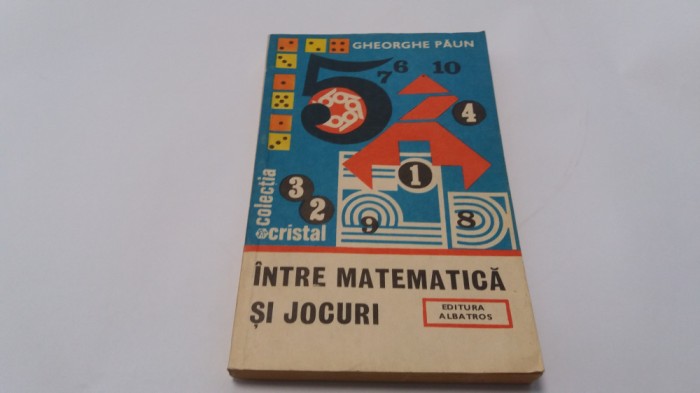 GHEORGHE PĂUN
5
7 6 10
4
1
3
2
9
8
colectia
cristal
ÎNTRE MATEMATICĂ
ȘI JOCURI
EDITURA
ALBATROS